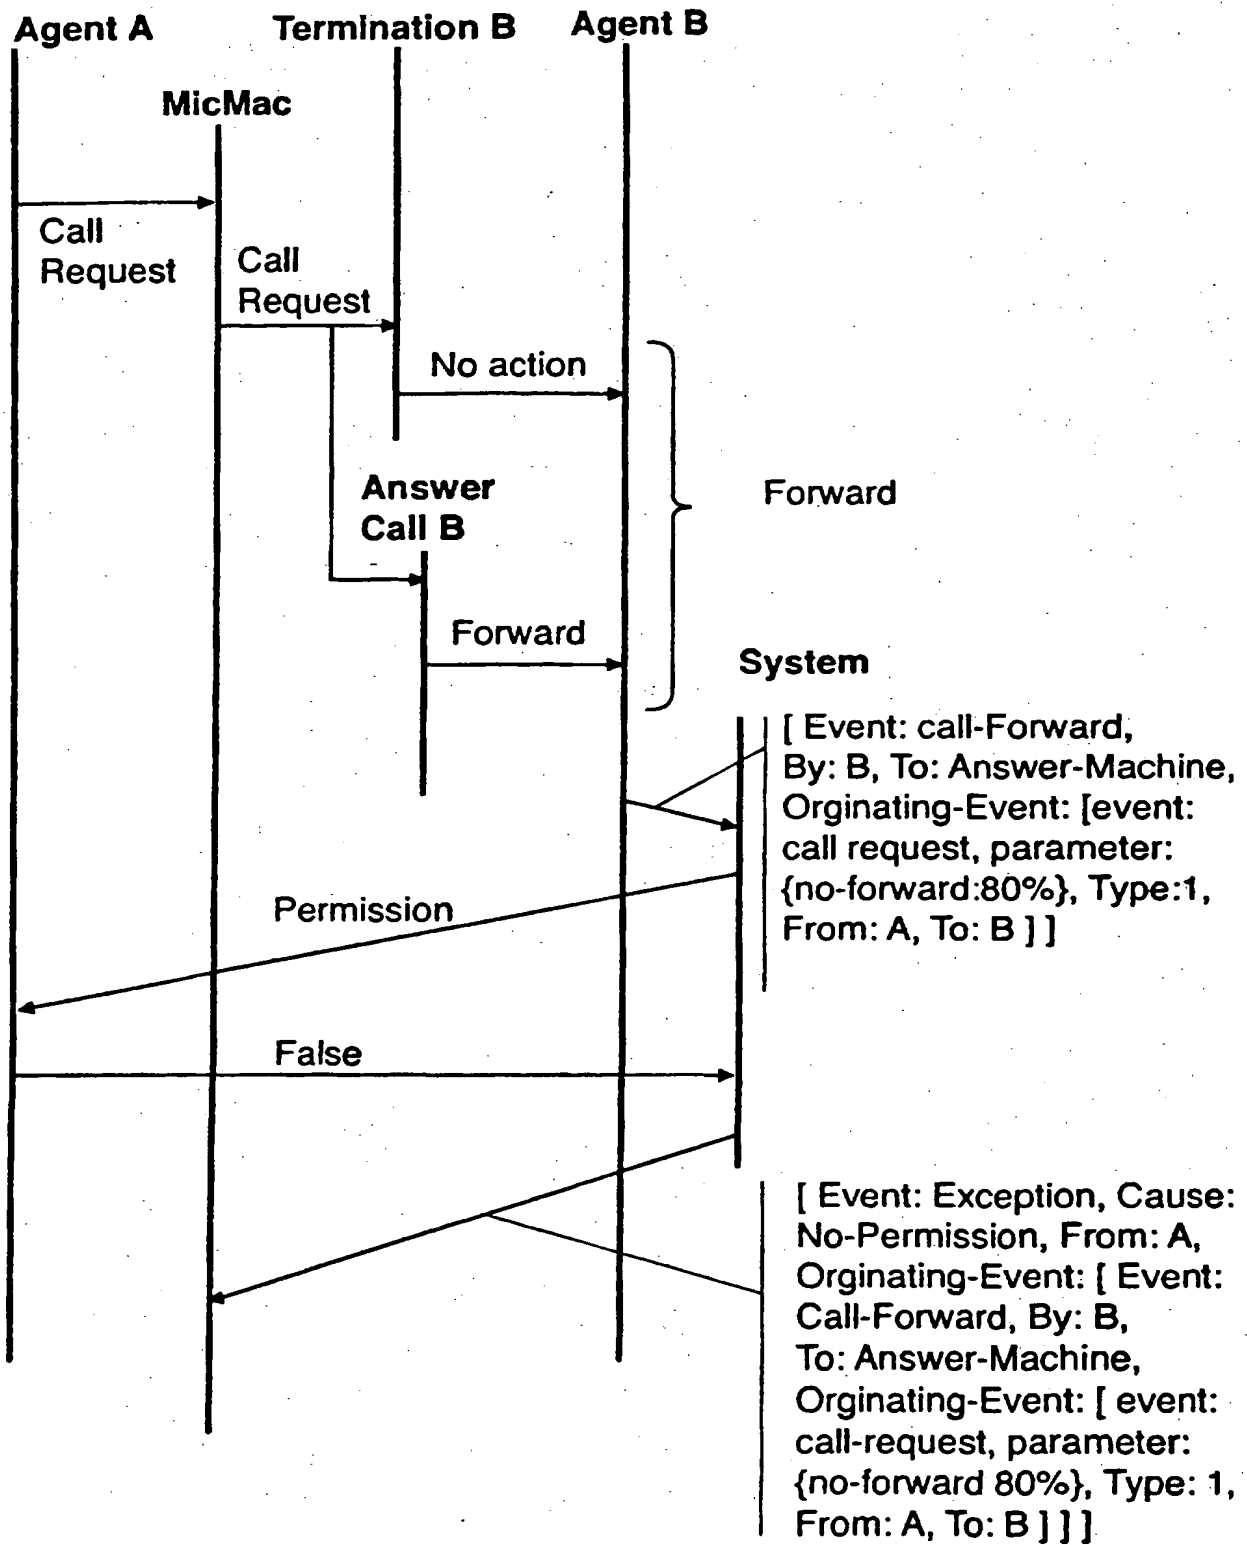 Agent A
Termination B
Agent B
MicMac
Call
Request
Call
Request
No action
Answer
Call B
Forward
Forward
System
[ Event: call-Forward,
By: B, To: Answer-Machine,
Orginating-Event: [event:
call request, parameter:
{no-forward:80%}, Type:1,
From: A, To: B ] ]
Permission
False
[ Event: Exception, Cause:
No-Permission, From: A,
Orginating-Event: [ Event:
Call-Forward, By: B,
To: Answer-Machine,
Orginating-Event: [ event:
call-request, parameter:
{no-forward 80%}, Type: 1,
From: A, To: B ] ] ]